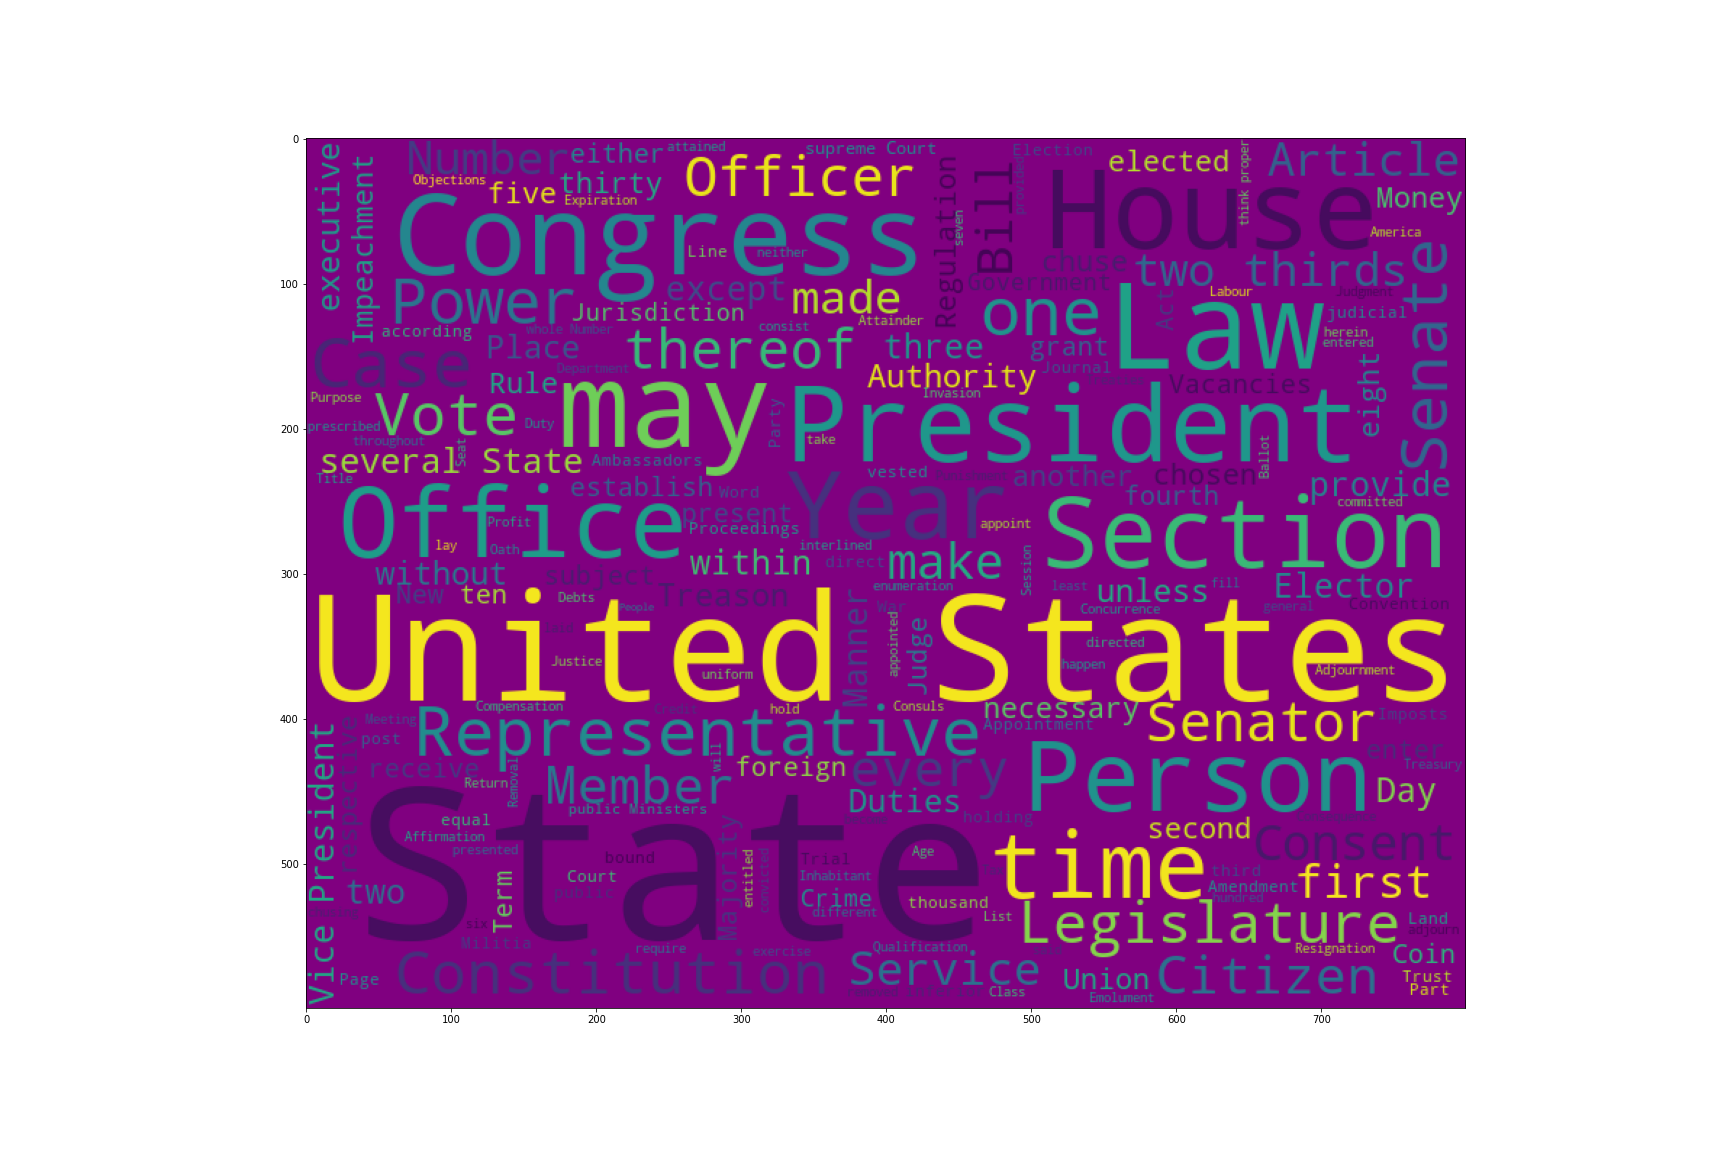 0
100
200
300
400
500
0
100
200
300
400
500
600
700
executive
Impeachment
Number
either
attained
supreme Court
Election
elected
think proper
Article
Objections
five
thirty
Expiration
Officer
Regulation
seven
Bill
provided
House
Money
America
Congress
Line
neither
chuse
two thirds
Senate
Power
except
made
Government
Labour
Judgment
Jurisdiction
one
Law
Act
judicial
according
whole Number
consist
Attainder
herein
entered
Case
Place
thereof
three
grant
Journal
Department
Rule
may
Authority
Invasion
Vacancies
eight
Purpose
Vote
Duty
Party
take
President
prescribed
throughout
Seat
several State
Ambassadors
Ballot
Title
vested
another
chosen
Office
establish
Word
Year
fourth
provide
committed
Profit
present
Proceedings
appoint
Section
lay
Oath
interlined
within
direct
make
Session
without
subject
enumeration
least
unless
fill
Elector
New
ten
Debts
People
Treason
Manner
War
Concurrence
general
Convention
United States
Justice
uniform
appointed
Judge
directed
happen
Adjournment
Vice President
respective
Meeting
post
Compensation
Credit
hold
Consuls
necessary
Appointment
Senator
Imposts
Representative
will
enter
Treasury
receive
Return
Removal
Member
foreign
every
Person
Day
public Ministers
Duties
holding
second
Consent
equal
Affirmation
presented
State
bound
Majority
Trial
Age
time
third
first
two
Term
Court
public
entitled
convicted
Inhabitant
Crime
different
thousand
List
Amendment
hundred
Legislature
Land
adjourn
six
Militia
require
exercise
Qualification
Resignation
Coin
Page
Constitution
Service
Class
Union
Emolument
Citizen
Trust
Part